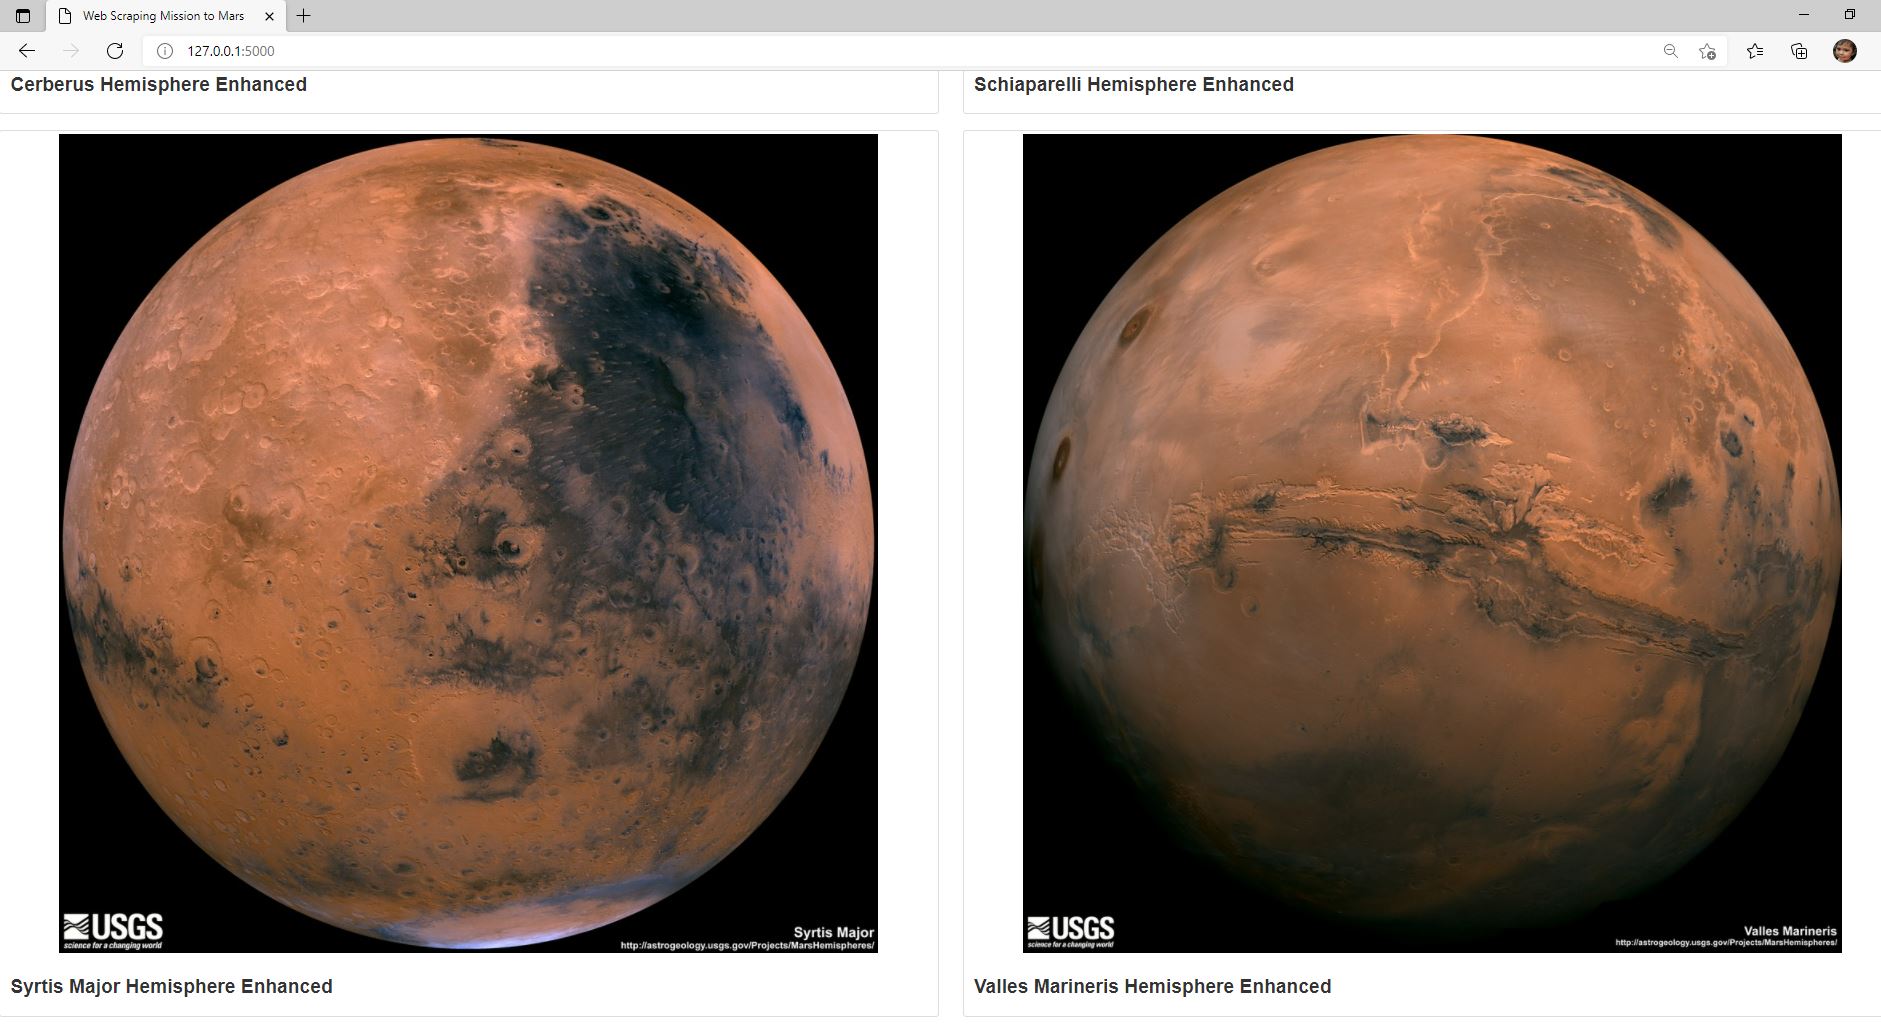 Web Scraping Mission to Mars
127.0.0.1:5000
Cerberus Hemisphere Enhanced
Schiaparelli Hemisphere Enhanced
USGS
science for a changing world
Syrtis Major
http://astrogeology.usgs.gov/Projects/MarsHemispheres/
Syrtis Major Hemisphere Enhanced
USGS
science for a changing world
Valles Marineris
http://astrogeology.usgs.gov/Projects/MarsHemispheres/
Valles Marineris Hemisphere Enhanced